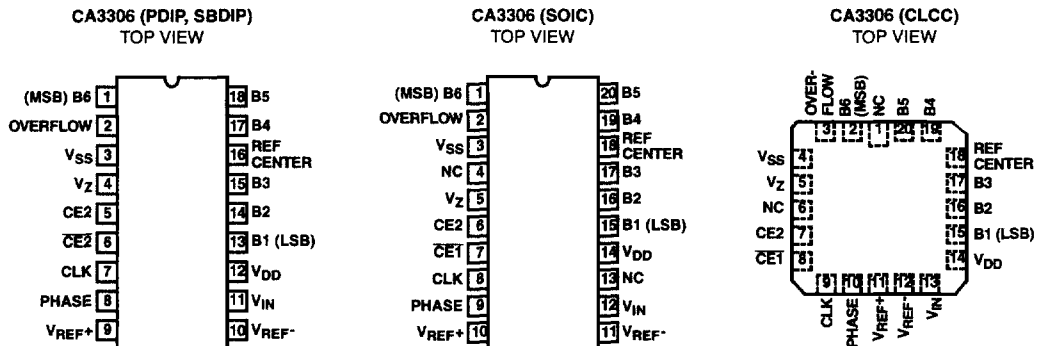 CA3306 (PDIP, SBDIP)
TOP VIEW
(MSB) B6 1
OVERFLOW 2
VSS 3
VZ 4
CE2 5
CE2 6
CLK 7
PHASE 8
VREF+ 9
18 B5
17 B4
16 REF
CENTER
15 B3
14 B2
13 B1 (LSB)
12 VDD
11 VIN
10 VREF-
CA3306 (SOIC)
TOP VIEW
(MSB) B6 1
OVERFLOW 2
VSS 3
NC 4
VZ 5
CE2 6
CE1 7
CLK 8
PHASE 9
VREF+ 10
20 B5
19 B4
18 REF
CENTER
17 B3
16 B2
15 B1 (LSB)
14 VDD
13 NC
12 VIN
11 VREF-
CA3306 (CLCC)
TOP VIEW
OVER-
FLOW
B6
(MSB)
NC
B5
B4
3 2 1 20 19
VSS 4
VZ 5
NC 6
CE2 7
CE1 8
18 REF
CENTER
17 B3
16 B2
15 B1 (LSB)
14 VDD
9 10 11 12 13
CLK
PHASE
VREF+
VREF-
VIN